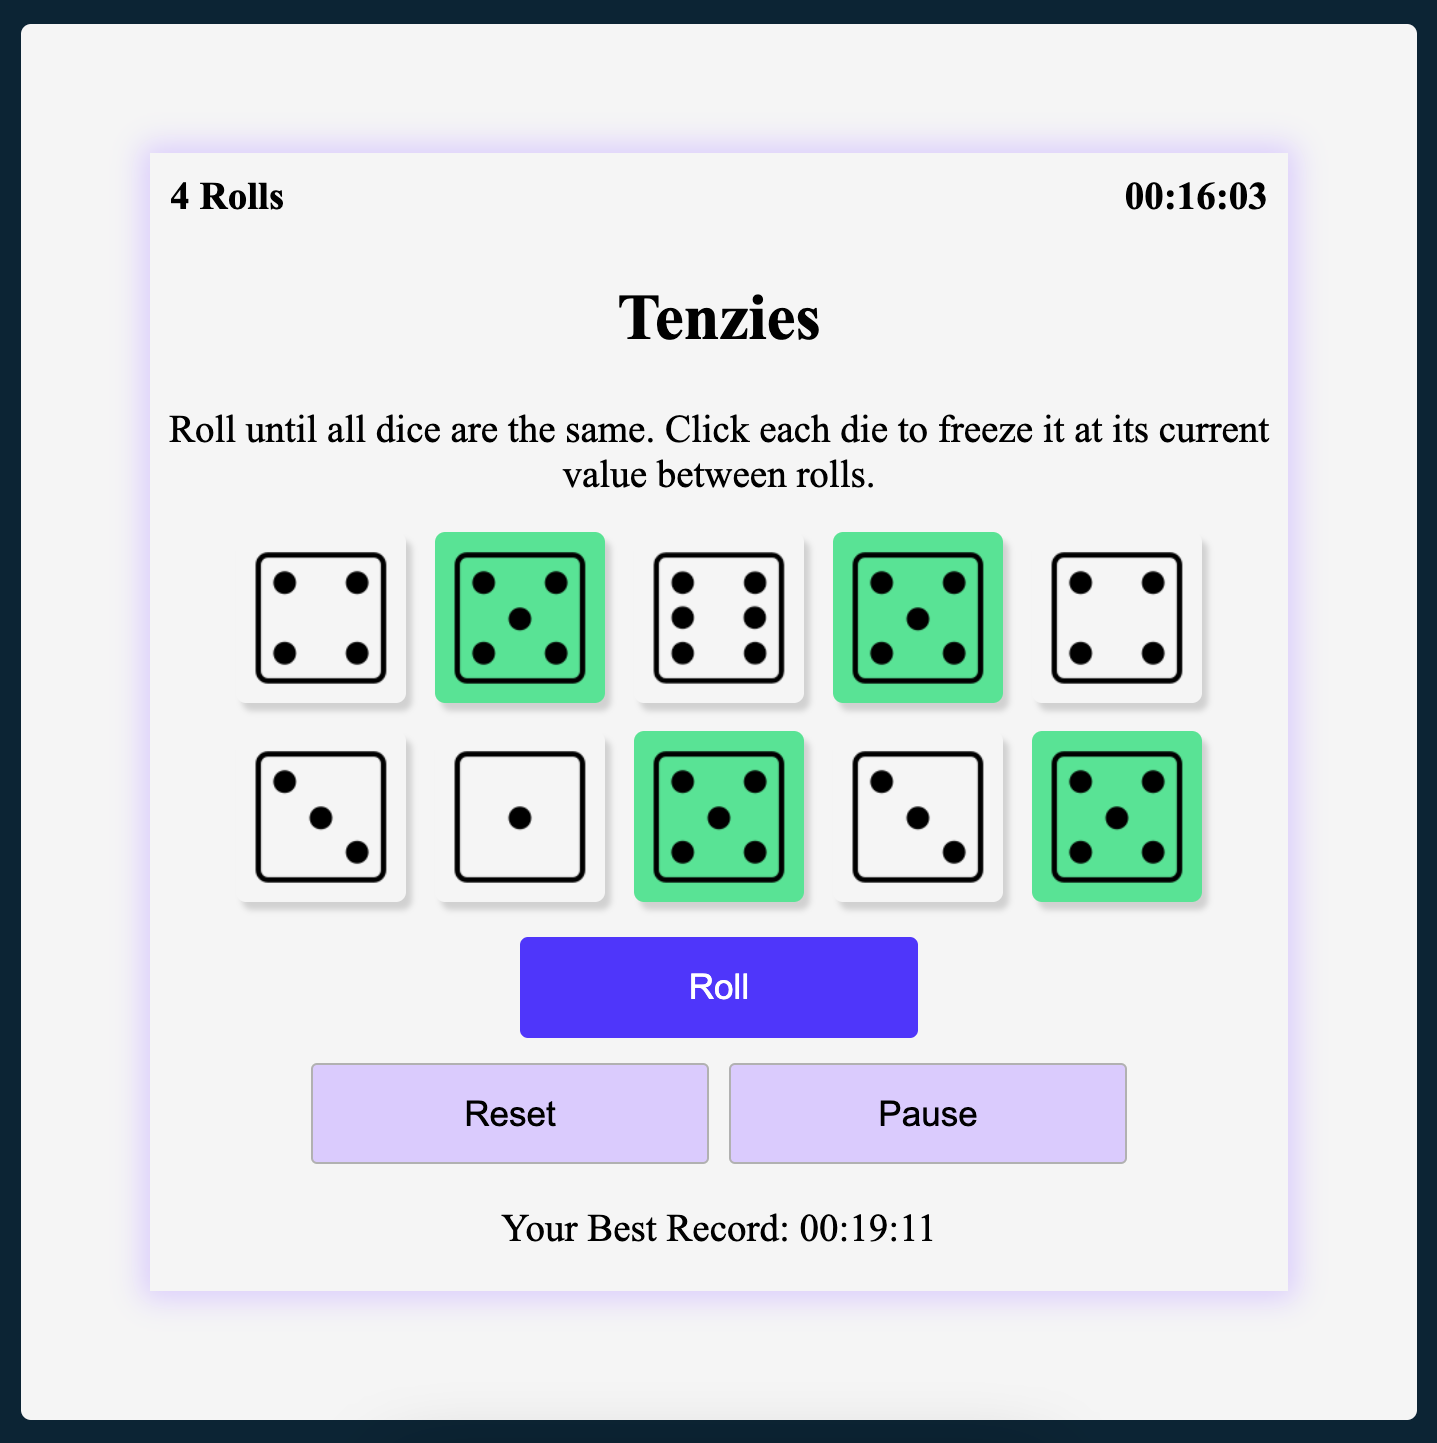 4 Rolls
00:16:03
Tenzies
Roll until all dice are the same. Click each die to freeze it at its current
value between rolls.
Roll
Reset
Pause
Your Best Record: 00:19:11